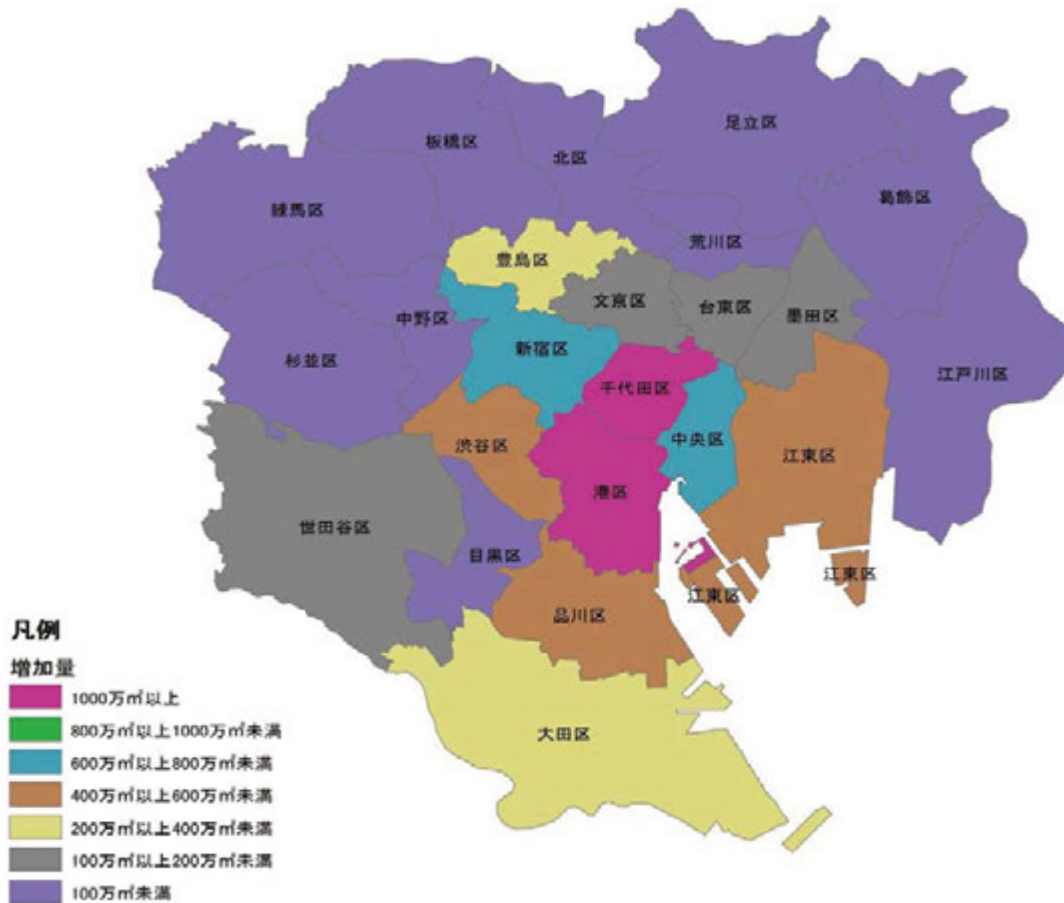 足立区
板橋区
北区
葛飾区
練馬区
荒川区
豊島区
文京区
台東区
墨田区
中野区
新宿区
杉並区
千代田区
江戸川区
中央区
渋谷区
江東区
港区
世田谷区
目黒区
江東区
江東区
品川区
大田区
凡例
増加量
1000万㎡以上
800万㎡以上1000万㎡未満
600万㎡以上800万㎡未満
400万㎡以上600万㎡未満
200万㎡以上400万㎡未満
100万㎡以上200万㎡未満
100万㎡未満